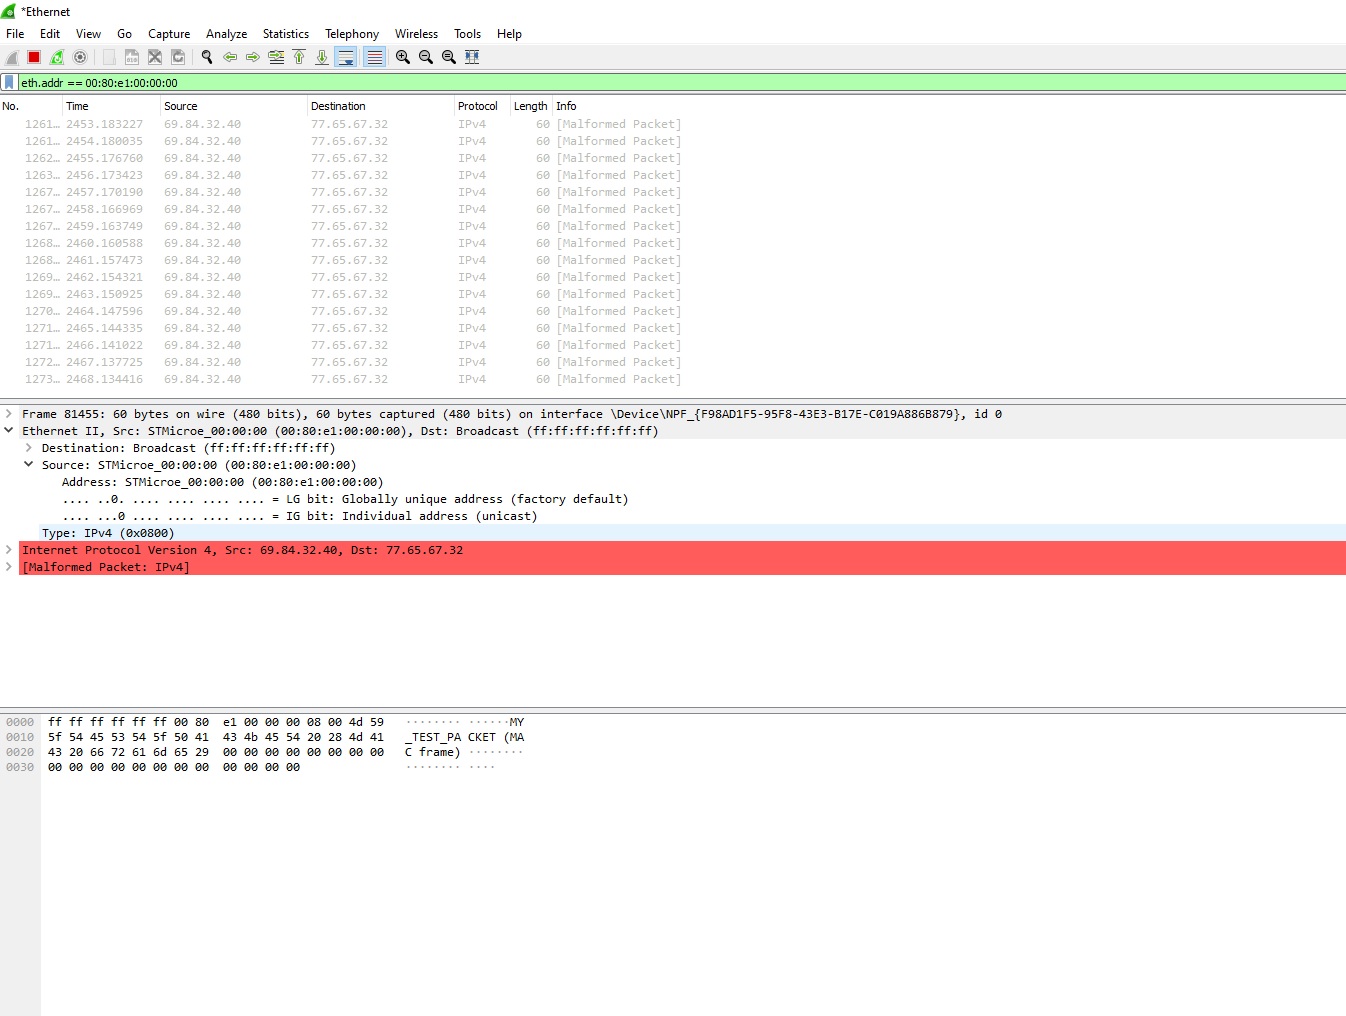 *Ethernet
File Edit View Go Capture Analyze Statistics Telephony Wireless Tools Help
eth.addr == 00:80:e1:00:00:00
No. Time Source Destination Protocol Length Info
1261… 2453.183227 69.84.32.40 77.65.67.32 IPv4 60 [Malformed Packet]
1261… 2454.180035 69.84.32.40 77.65.67.32 IPv4 60 [Malformed Packet]
1262… 2455.176760 69.84.32.40 77.65.67.32 IPv4 60 [Malformed Packet]
1263… 2456.173423 69.84.32.40 77.65.67.32 IPv4 60 [Malformed Packet]
1267… 2457.170190 69.84.32.40 77.65.67.32 IPv4 60 [Malformed Packet]
1267… 2458.166969 69.84.32.40 77.65.67.32 IPv4 60 [Malformed Packet]
1267… 2459.163749 69.84.32.40 77.65.67.32 IPv4 60 [Malformed Packet]
1268… 2460.160588 69.84.32.40 77.65.67.32 IPv4 60 [Malformed Packet]
1268… 2461.157473 69.84.32.40 77.65.67.32 IPv4 60 [Malformed Packet]
1269… 2462.154321 69.84.32.40 77.65.67.32 IPv4 60 [Malformed Packet]
1269… 2463.150925 69.84.32.40 77.65.67.32 IPv4 60 [Malformed Packet]
1270… 2464.147596 69.84.32.40 77.65.67.32 IPv4 60 [Malformed Packet]
1271… 2465.144335 69.84.32.40 77.65.67.32 IPv4 60 [Malformed Packet]
1271… 2466.141022 69.84.32.40 77.65.67.32 IPv4 60 [Malformed Packet]
1272… 2467.137725 69.84.32.40 77.65.67.32 IPv4 60 [Malformed Packet]
1273… 2468.134416 69.84.32.40 77.65.67.32 IPv4 60 [Malformed Packet]
Frame 81455: 60 bytes on wire (480 bits), 60 bytes captured (480 bits) on interface \Device\NPF_{F98AD1F5-95F8-43E3-B17E-C019A886B879}, id 0
Ethernet II, Src: STMicroe_00:00:00 (00:80:e1:00:00:00), Dst: Broadcast (ff:ff:ff:ff:ff:ff)
Destination: Broadcast (ff:ff:ff:ff:ff:ff)
Source: STMicroe_00:00:00 (00:80:e1:00:00:00)
Address: STMicroe_00:00:00 (00:80:e1:00:00:00)
.... ..0. .... .... .... .... = LG bit: Globally unique address (factory default)
.... ...0 .... .... .... .... = IG bit: Individual address (unicast)
Type: IPv4 (0x0800)
Internet Protocol Version 4, Src: 69.84.32.40, Dst: 77.65.67.32
[Malformed Packet: IPv4]
0000 ff ff ff ff ff ff 00 80 e1 00 00 00 08 00 4d 59 ········ ······MY
0010 5f 54 45 53 54 5f 50 41 43 4b 45 54 20 28 4d 41 _TEST_PA CKET (MA
0020 43 20 66 72 61 6d 65 29 00 00 00 00 00 00 00 00 C frame) ········
0030 00 00 00 00 00 00 00 00 00 00 00 00 ········ ····